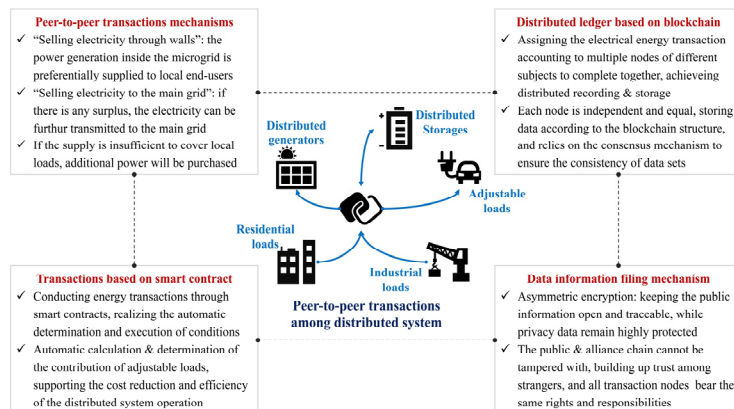 Peer-to-peer transactions mechanisms
✓ “Selling electricity through walls”: the
power generation inside the microgrid is
preferentially supplied to local end-users
✓ “Selling electricity to the main grid”: if
there is any surplus, the electricity can be
furthur transmitted to the main grid
✓ If the supply is insufficient to cover local
loads, additional power will be purchased
Distributed ledger based on blockchain
✓ Assigning the electrical energy transaction
accounting to multiple nodes of different
subjects to complete together, achieveing
distributed recording & storage
✓ Each node is independent and equal, storing
data according to the blockchain structure,
and relies on the consensus mechanism to
ensure the consistency of data sets
Distributed
generators
Distributed
Storages
Adjustable
loads
Residential
loads
Industrial
loads
Peer-to-peer transactions
among distributed system
Transactions based on smart contract
✓ Conducting energy transactions through
smart contracts, realizing the automatic
determination and execution of conditions
✓ Automatic calculation & determination of
the contribution of adjustable loads,
supporting the cost reduction and efficiency
of the distributed system operation
Data information filing mechanism
✓ Asymmetric encryption: keeping the public
information open and traccable, while
privacy data remain highly protected
✓ The public & alliance chain cannot be
tampered with, building up trust among
strangers, and all transaction nodes bear the
same rights and responsibilities